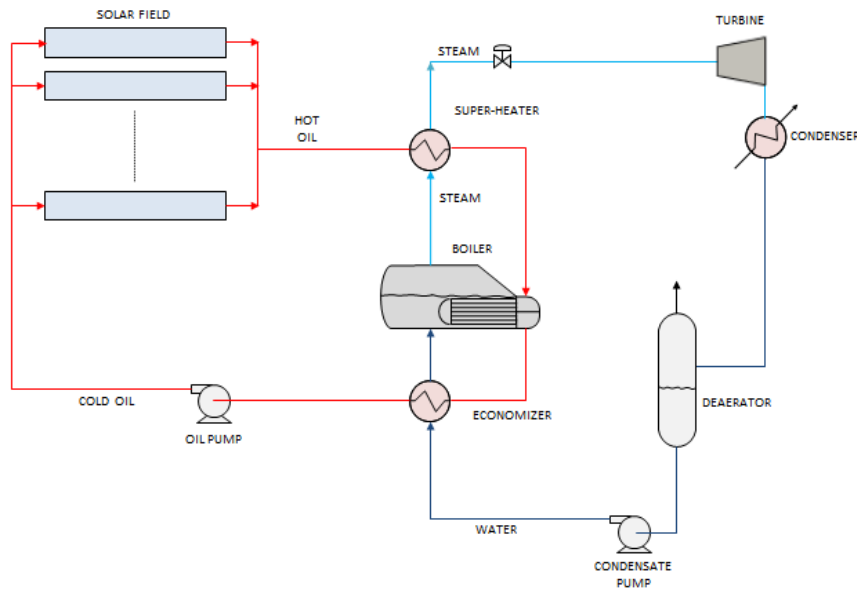 SOLAR FIELD
TURBINE
STEAM
SUPER-HEATER
HOT
OIL
CONDENSER
STEAM
BOILER
COLD OIL
ECONOMIZER
DEAERATOR
OIL PUMP
WATER
CONDENSATE
PUMP